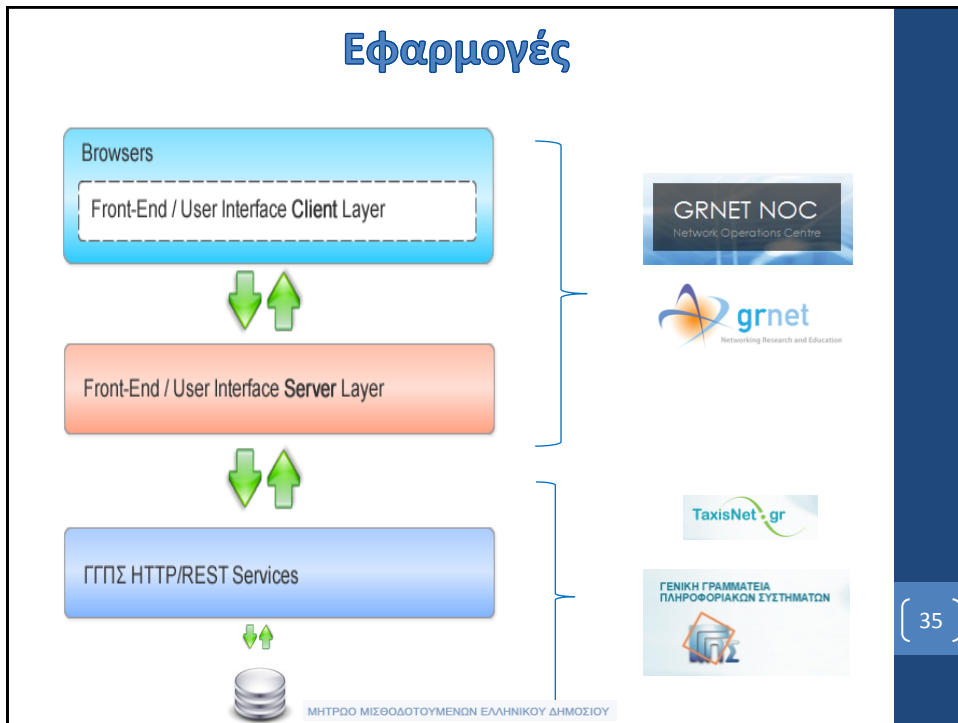 Εφαρμογές
Browsers
Front-End / User Interface Client Layer
Front-End / User Interface Server Layer
ΓΓΠΣ HTTP/REST Services
ΜΗΤΡΩΟ ΜΙΣΘΟΔΟΤΟΥΜΕΝΩΝ ΕΛΛΗΝΙΚΟΥ ΔΗΜΟΣΙΟΥ
GRNET NOC
Network Operations Centre
grnet
Networking Research and Education
TaxisNet.gr
ΓΕΝΙΚΗ ΓΡΑΜΜΑΤΕΙΑ
ΠΛΗΡΟΦΟΡΙΑΚΩΝ ΣΥΣΤΗΜΑΤΩΝ
ΓΓΠΣ
35